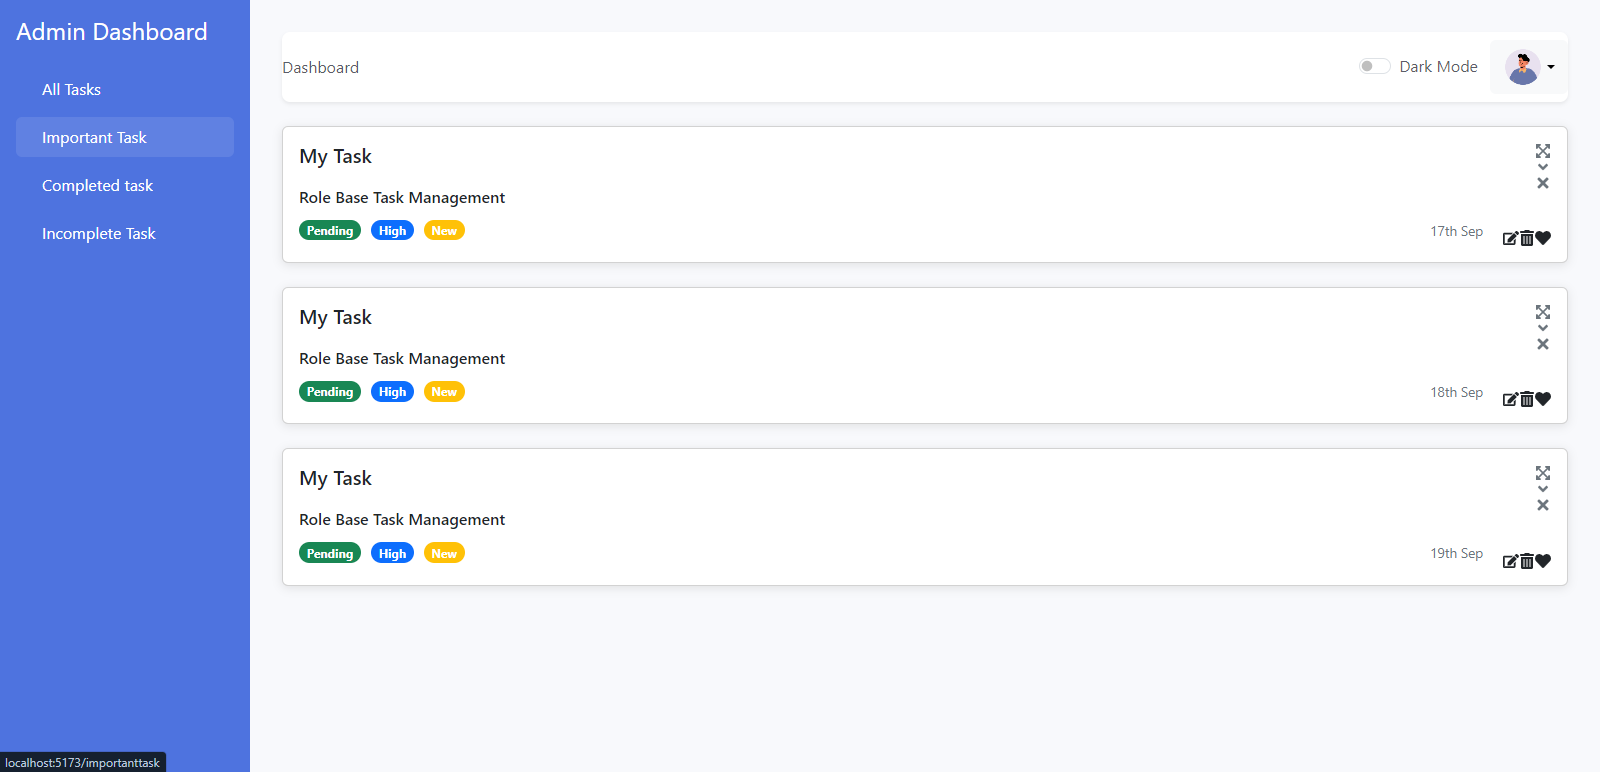 Admin Dashboard
All Tasks
Important Task
Completed task
Incomplete Task
Dashboard
Dark Mode
My Task
Role Base Task Management
Pending High New
17th Sep
My Task
Role Base Task Management
Pending High New
18th Sep
My Task
Role Base Task Management
Pending High New
19th Sep
localhost:5173/importanttask